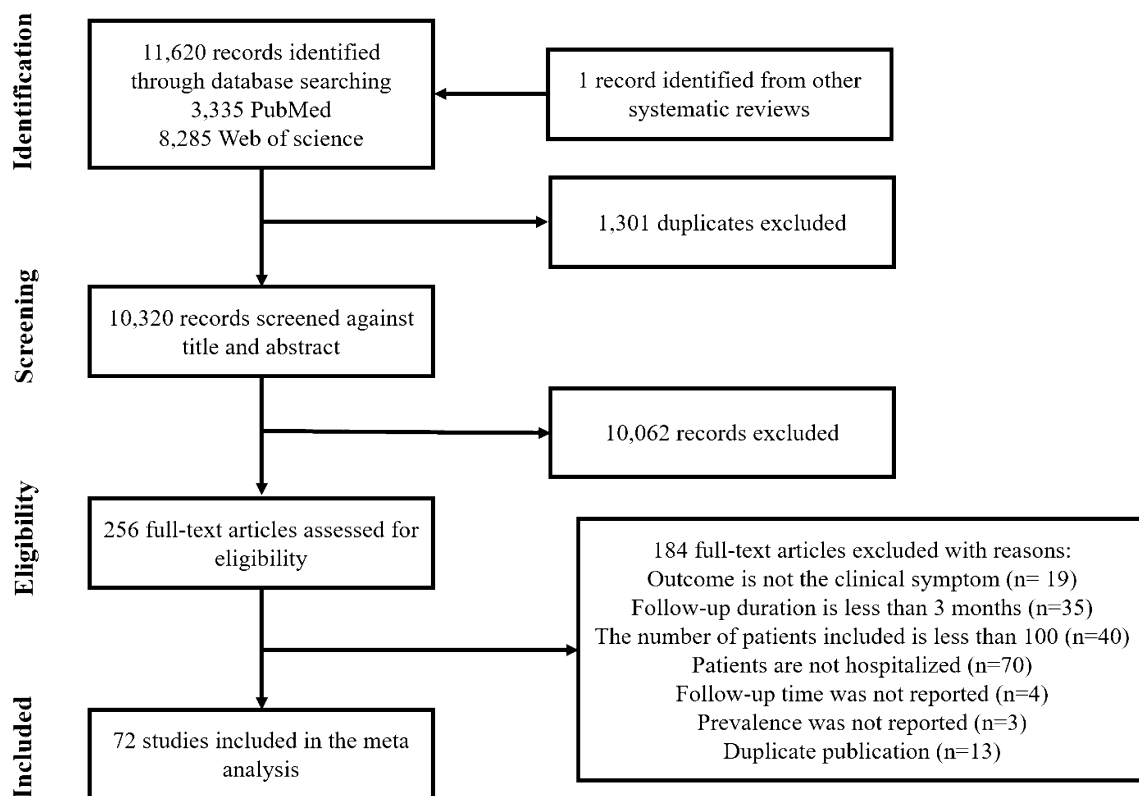 Identification
11,620 records identified
through database searching
3,335 PubMed
8,285 Web of science
1 record identified from other
systematic reviews
1,301 duplicates excluded
Screening
10,320 records screened against
title and abstract
10,062 records excluded
Eligibility
256 full-text articles assessed for
eligibility
184 full-text articles excluded with reasons:
Outcome is not the clinical symptom (n= 19)
Follow-up duration is less than 3 months (n=35)
The number of patients included is less than 100 (n=40)
Patients are not hospitalized (n=70)
Follow-up time was not reported (n=4)
Prevalence was not reported (n=3)
Duplicate publication (n=13)
Included
72 studies included in the meta
analysis